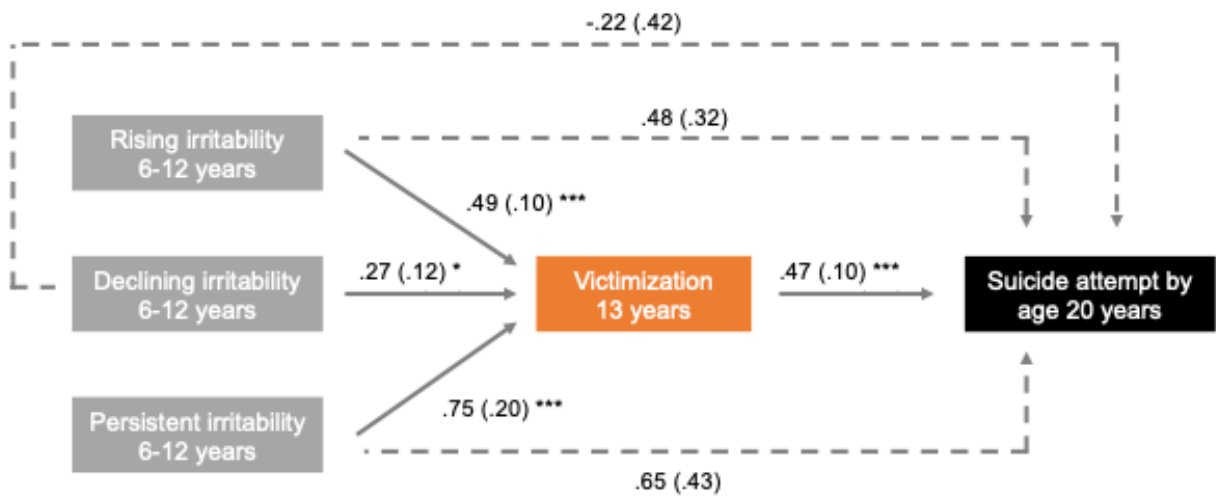 -.22 (.42)
.48 (.32)
Rising irritability
6-12 years
.49 (.10) ***
Declining irritability
6-12 years
.27 (.12) *
Victimization
13 years
.47 (.10) ***
Suicide attempt by
age 20 years
Persistent irritability
6-12 years
.75 (.20) ***
.65 (.43)